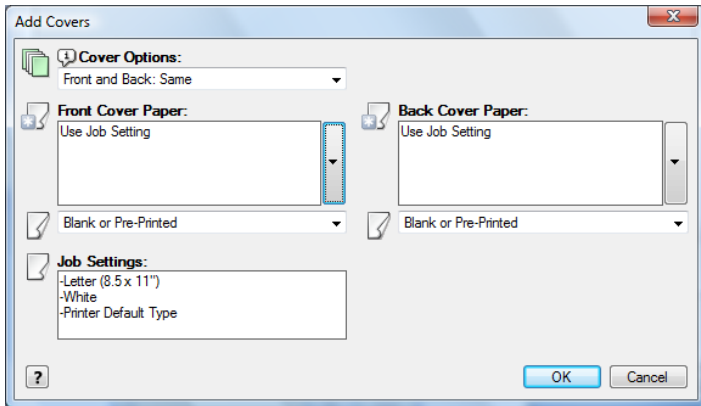 Add Covers
Cover Options:
Front and Back: Same
Front Cover Paper:
Back Cover Paper:
Use Job Setting
Use Job Setting
Blank or Pre-Printed
Blank or Pre-Printed
Job Settings:
-Letter (8.5 x 11")
-White
-Printer Default Type
?
OK
Cancel